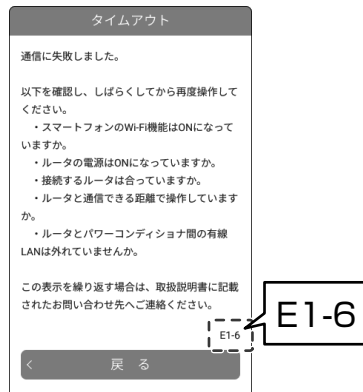 タイムアウト
通信に失敗しました。
以下を確認し、しばらくしてから再度操作して
ください。
・スマートフォンのWi-Fi機能はONになって
いますか。
・ルータの電源はONになっていますか。
・接続するルータは合っていますか。
・ルータと通信できる距離で操作しています
か。
・ルータとパワーコンディショナ間の有線
LANは外れていませんか。
この表示を繰り返す場合は、取扱説明書に記載
されたお問い合わせ先へご連絡ください。
E1-6
E1-6
< 戻 る